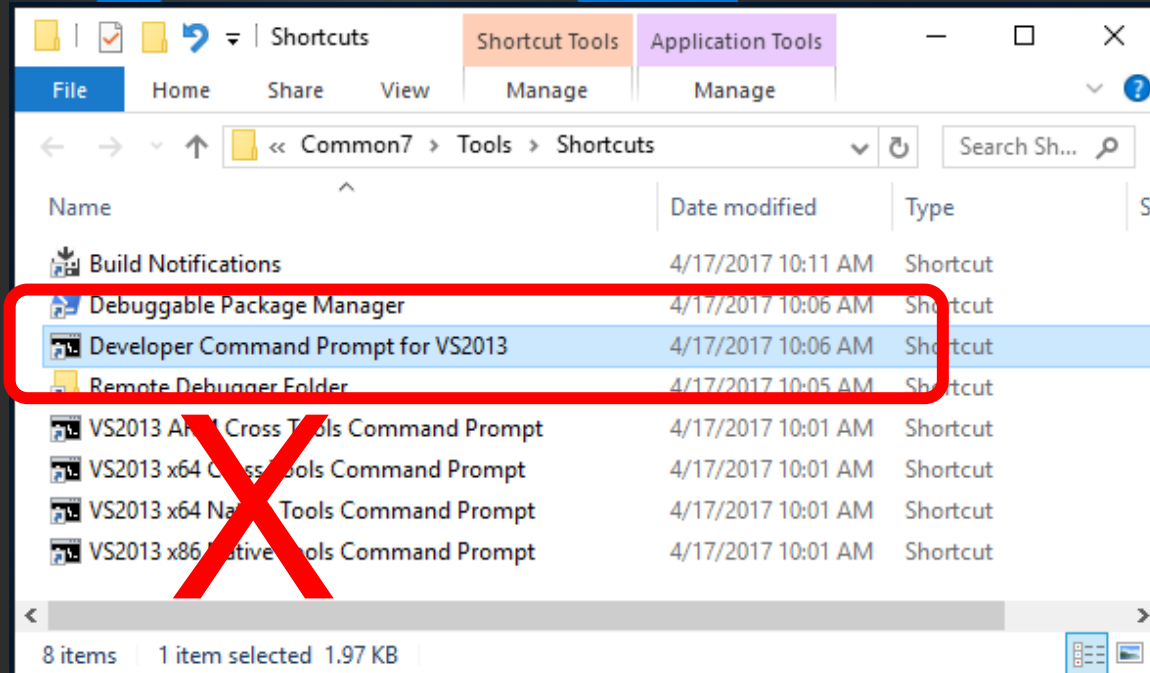 Shortcuts Shortcut Tools Application Tools
File Home Share View Manage Manage ?
« Common7 › Tools › Shortcuts Search Sh...
Name Date modified Type S
Build Notifications 4/17/2017 10:11 AM Shortcut
Debuggable Package Manager 4/17/2017 10:06 AM Shortcut
Developer Command Prompt for VS2013 4/17/2017 10:06 AM Shortcut
Remote Debugger Folder 4/17/2017 10:05 AM Shortcut
VS2013 Cross Command Prompt 4/17/2017 10:01 AM Shortcut
VS2013 x64 Cross Tools Command Prompt 4/17/2017 10:01 AM Shortcut
VS2013 x64 Native Tools Command Prompt 4/17/2017 10:01 AM Shortcut
VS2013 x86 Native Tools Command Prompt 4/17/2017 10:01 AM Shortcut
8 items 1 item selected 1.97 KB